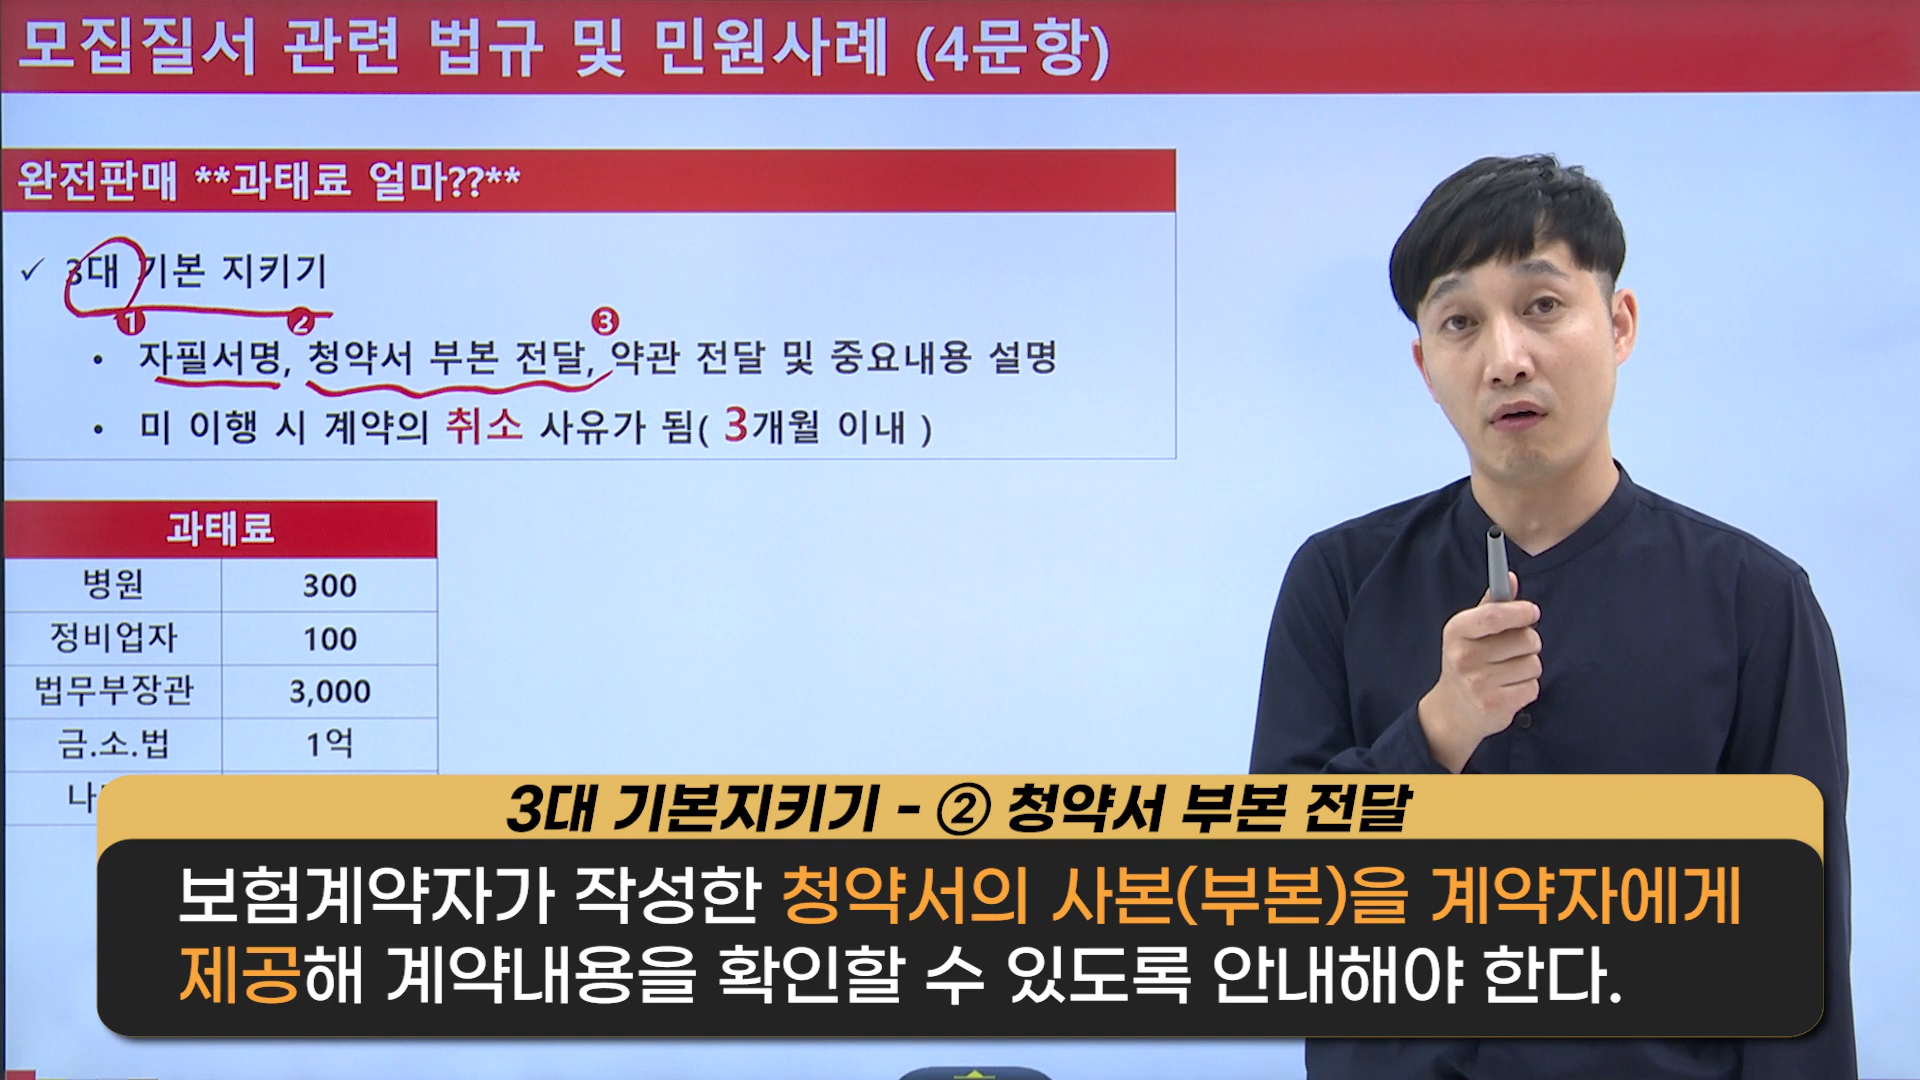 모집질서 관련 법규 및 민원사례 (4문항)
완전판매 **과태료 얼마??**
✓ 3대 기본 지키기
① ② ③
• 자필서명, 청약서 부본 전달, 약관 전달 및 중요내용 설명
• 미 이행 시 계약의 취소 사유가 됨( 3개월 이내 )
과태료
병원 300
정비업자 100
법무부장관 3,000
금.소.법 1억
3대 기본지키기 - ② 청약서 부본 전달
보험계약자가 작성한 청약서의 사본(부본)을 계약자에게
제공해 계약내용을 확인할 수 있도록 안내해야 한다.